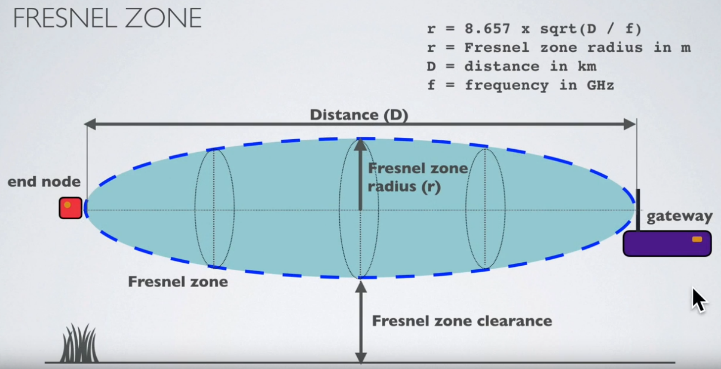 FRESNEL ZONE
r = 8.657 x sqrt(D / f)
r = Fresnel zone radius in m
D = distance in km
f = frequency in GHz
Distance (D)
end node
Fresnel zone
radius (r)
gateway
Fresnel zone
Fresnel zone clearance